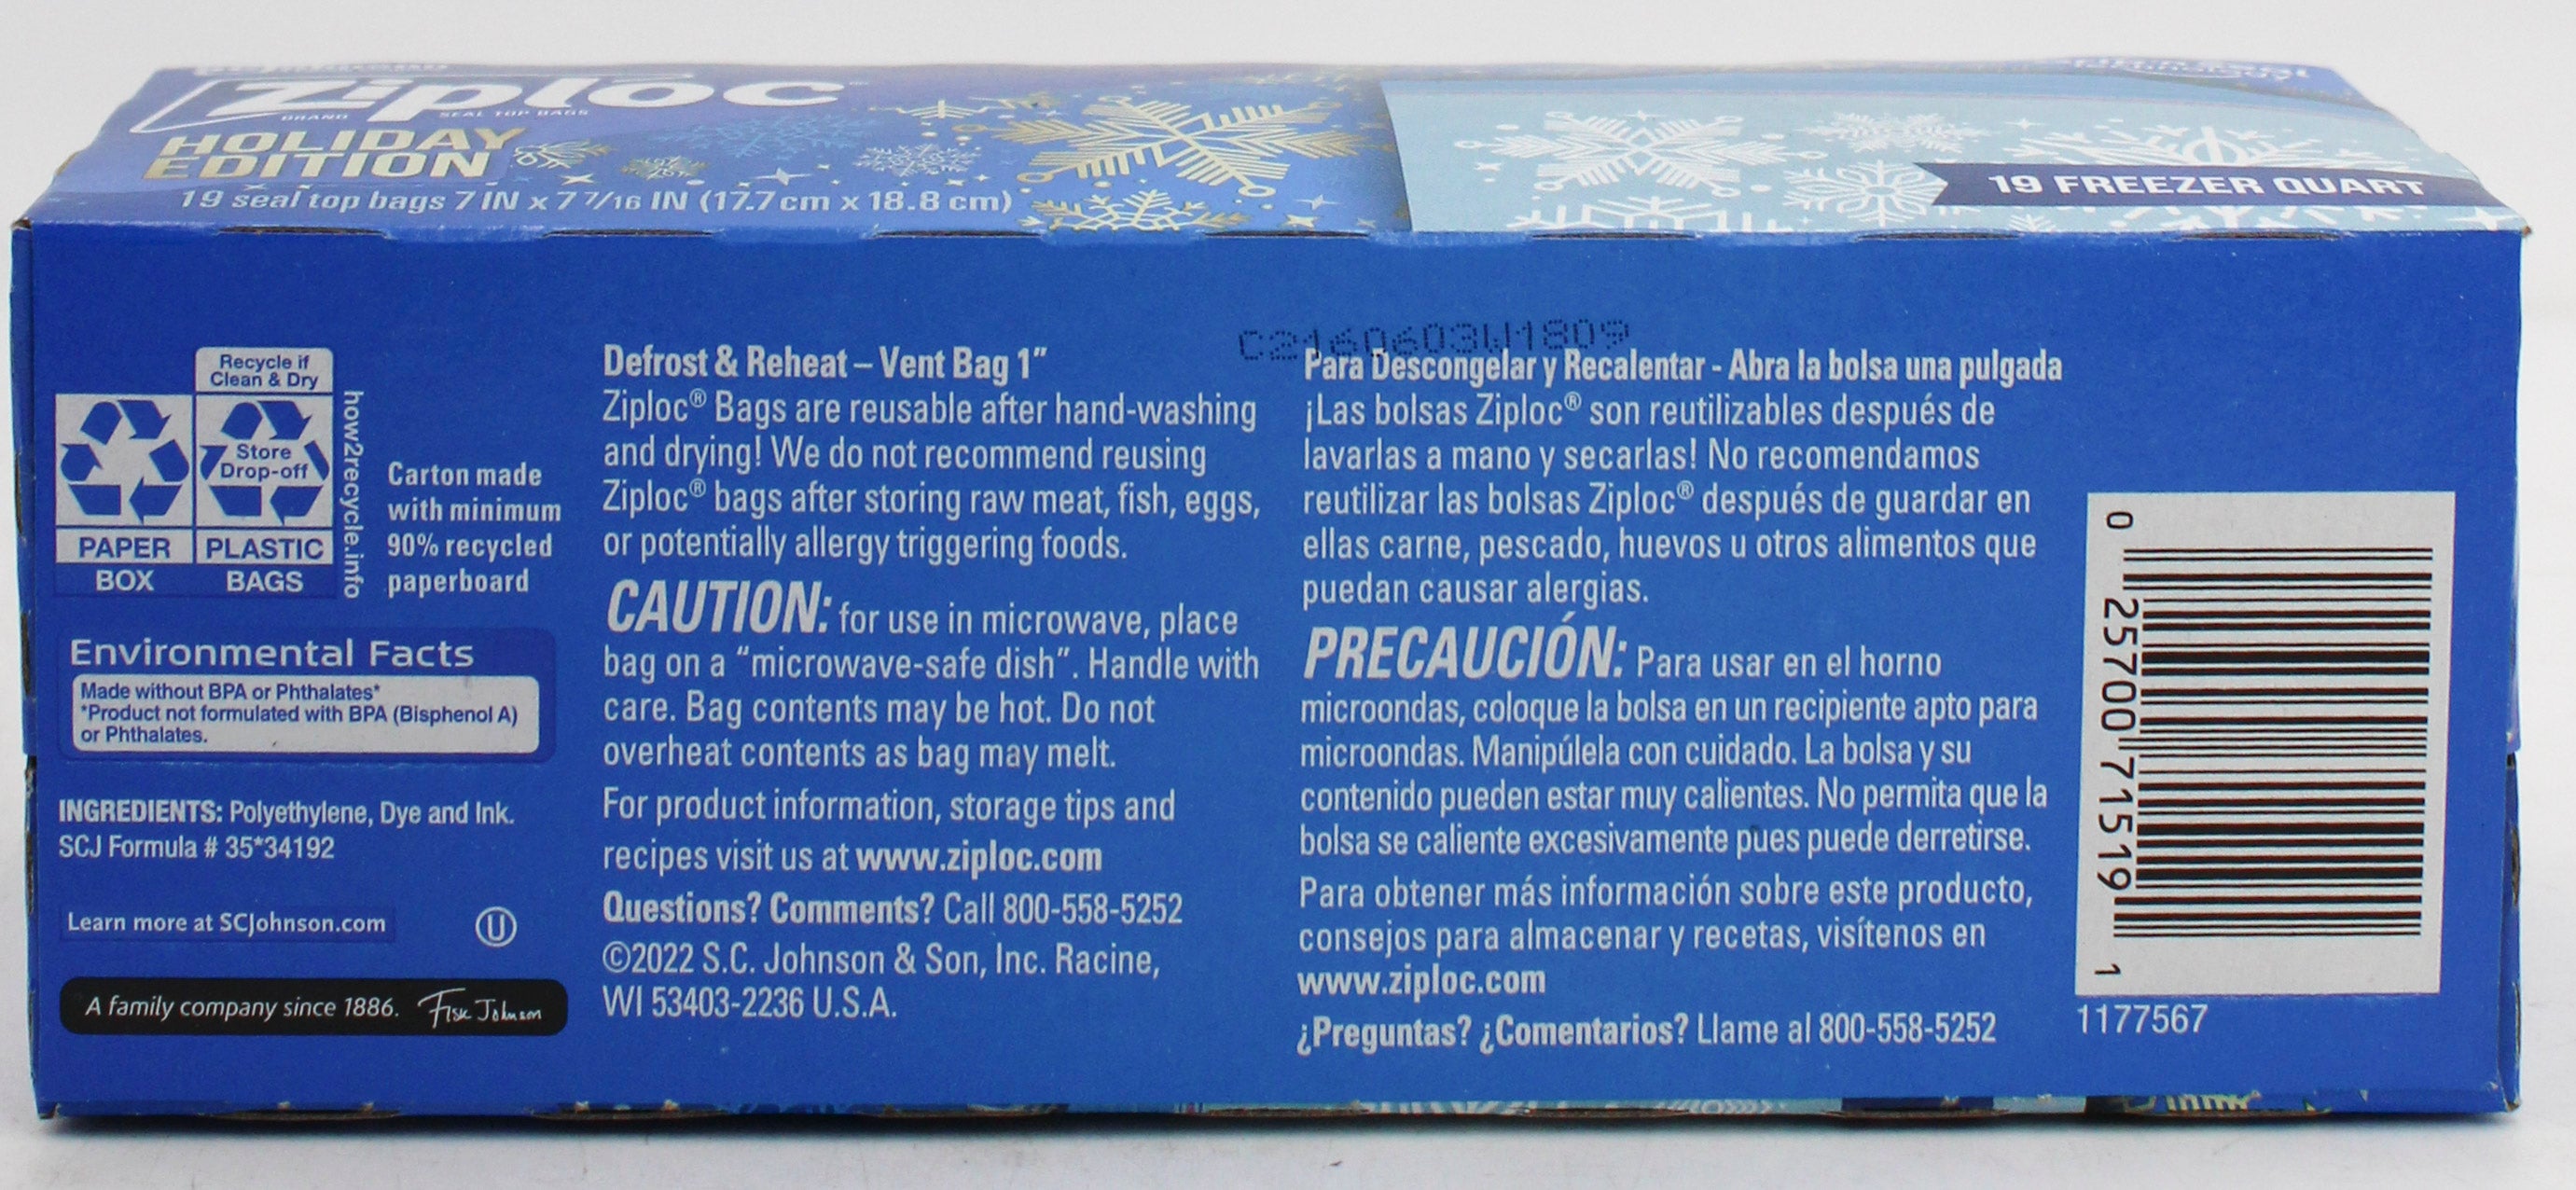 Ziploc™
BRAND SEAL TOP BAGS
HOLIDAY
EDITION
19 seal top bags 7 IN x 7 7/16 IN (17.7cm x 18.8 cm)
19 FREEZER QUART
C2160603W1809
Recycle if
Clean & Dry
Store
Drop-off
PAPER
BOX
PLASTIC
BAGS
how2recycle.info
Carton made
with minimum
90% recycled
paperboard
Environmental Facts
Made without BPA or Phthalates*
*Product not formulated with BPA (Bisphenol A)
or Phthalates.
INGREDIENTS: Polyethylene, Dye and Ink.
SCJ Formula # 35*34192
Learn more at SCJohnson.com
U
A family company since 1886. Fisk Johnson
Defrost & Reheat – Vent Bag 1”
Ziploc® Bags are reusable after hand-washing
and drying! We do not recommend reusing
Ziploc® bags after storing raw meat, fish, eggs,
or potentially allergy triggering foods.
CAUTION: for use in microwave, place
bag on a “microwave-safe dish”. Handle with
care. Bag contents may be hot. Do not
overheat contents as bag may melt.
For product information, storage tips and
recipes visit us at www.ziploc.com
Questions? Comments? Call 800-558-5252
©2022 S.C. Johnson & Son, Inc. Racine,
WI 53403-2236 U.S.A.
Para Descongelar y Recalentar - Abra la bolsa una pulgada
¡Las bolsas Ziploc® son reutilizables después de
lavarlas a mano y secarlas! No recomendamos
reutilizar las bolsas Ziploc® después de guardar en
ellas carne, pescado, huevos u otros alimentos que
puedan causar alergias.
PRECAUCIÓN: Para usar en el horno
microondas, coloque la bolsa en un recipiente apto para
microondas. Manipúlela con cuidado. La bolsa y su
contenido pueden estar muy calientes. No permita que la
bolsa se caliente excesivamente pues puede derretirse.
Para obtener más información sobre este producto,
consejos para almacenar y recetas, visítenos en
www.ziploc.com
¿Preguntas? ¿Comentarios? Llame al 800-558-5252
0 25700 71519 1
1177567